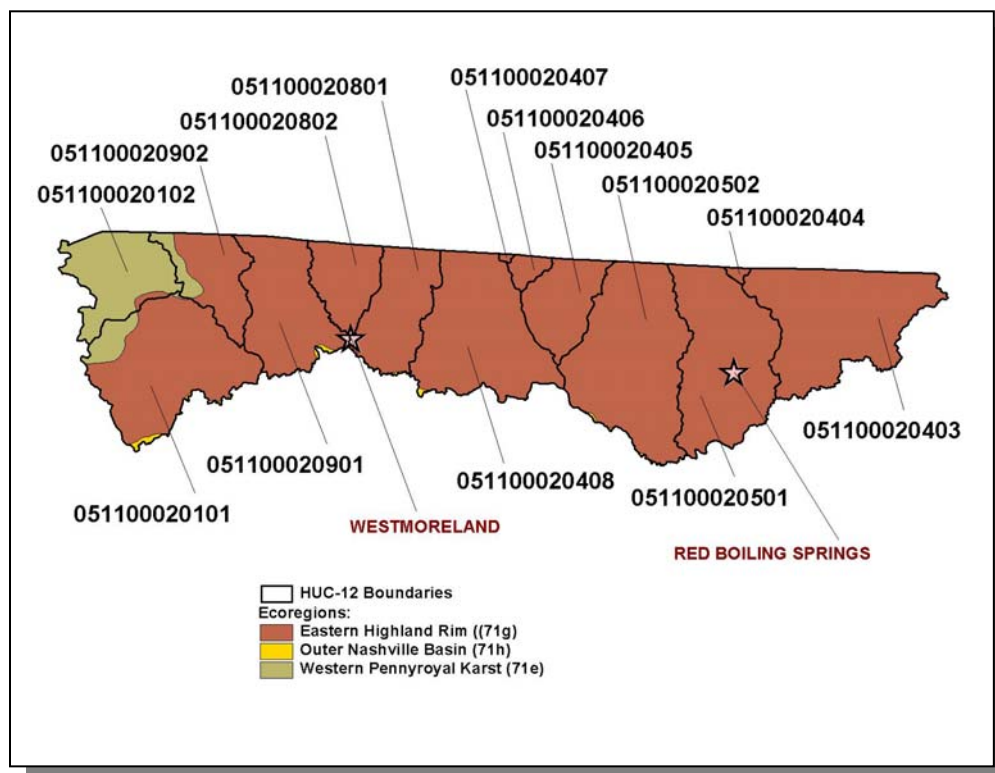 051100020407
051100020801
051100020406
051100020802
051100020405
051100020902
051100020502
051100020102
051100020404
051100020403
051100020901
051100020408
051100020501
051100020101
WESTMORELAND
RED BOILING SPRINGS
HUC-12 Boundaries
Ecoregions:
Eastern Highland Rim ((71g)
Outer Nashville Basin (71h)
Western Pennyroyal Karst (71e)